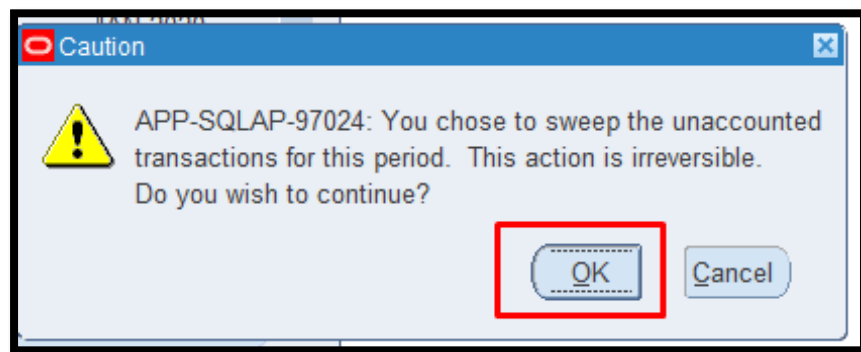 Caution
APP-SQLAP-97024: You chose to sweep the unaccounted
transactions for this period. This action is irreversible.
Do you wish to continue?
OK
Cancel